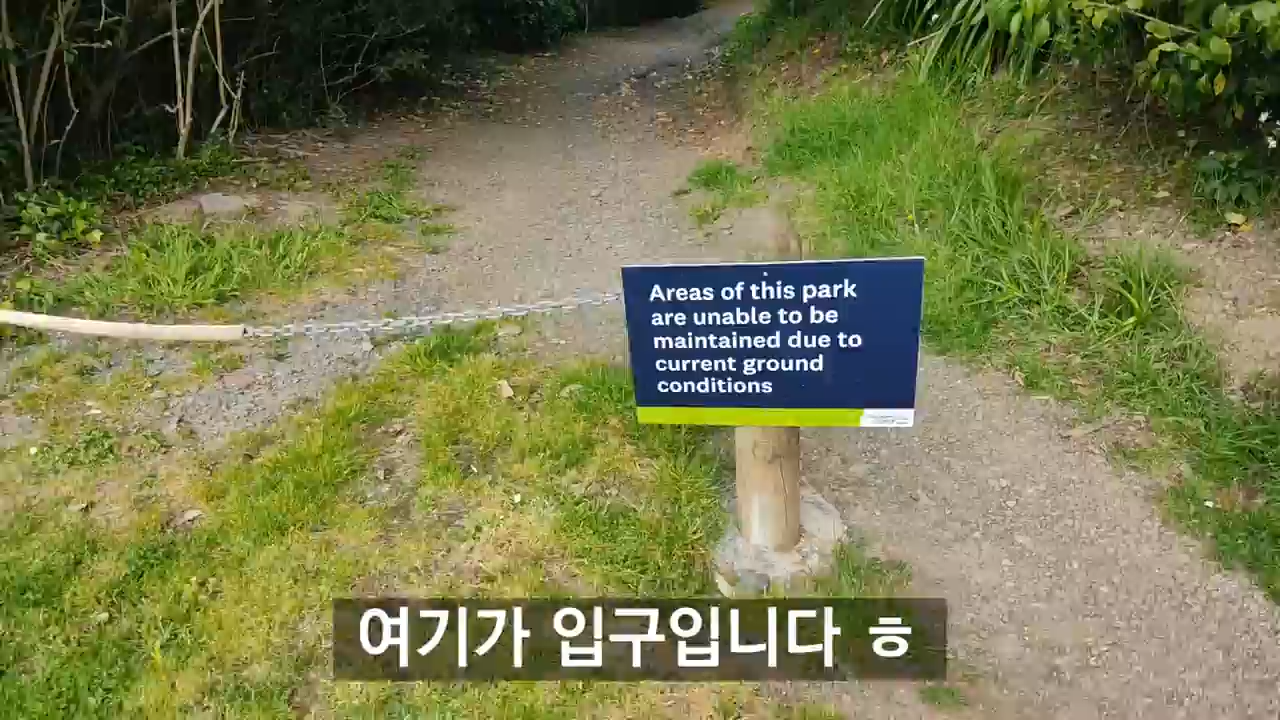 Areas of this park
are unable to be
maintained due to
current ground
conditions
여기가 입구입니다 ㅎ